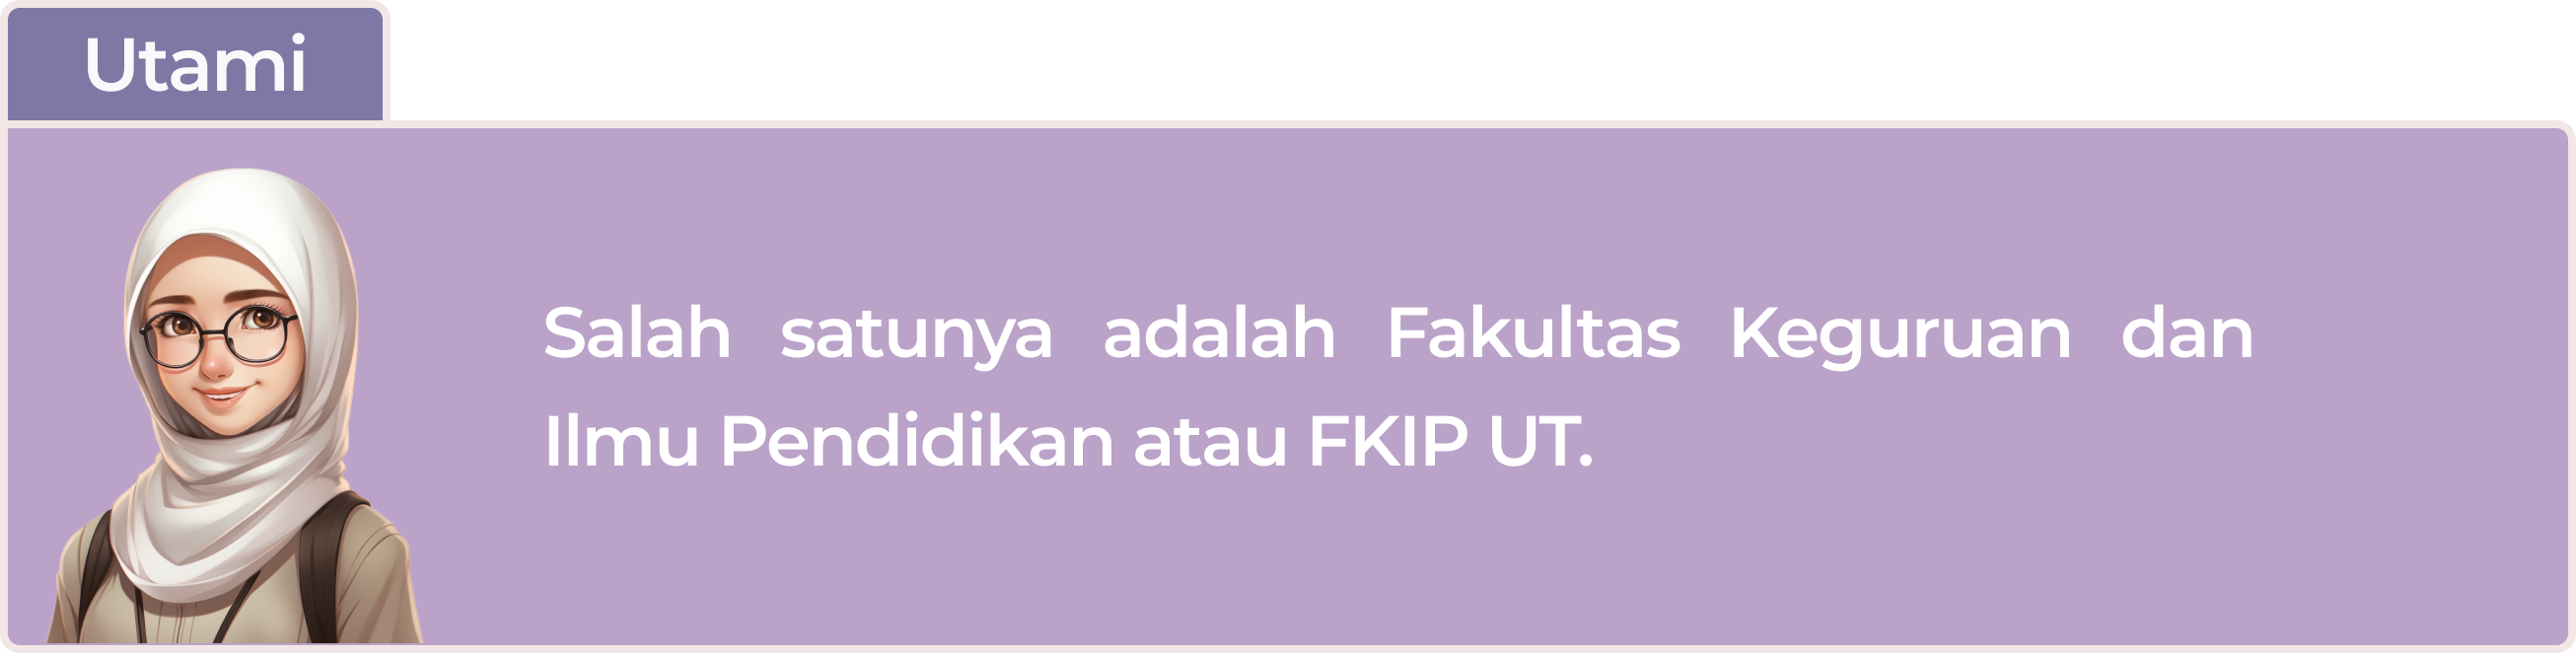 Utami
Salah satunya adalah Fakultas Keguruan dan
Ilmu Pendidikan atau FKIP UT.